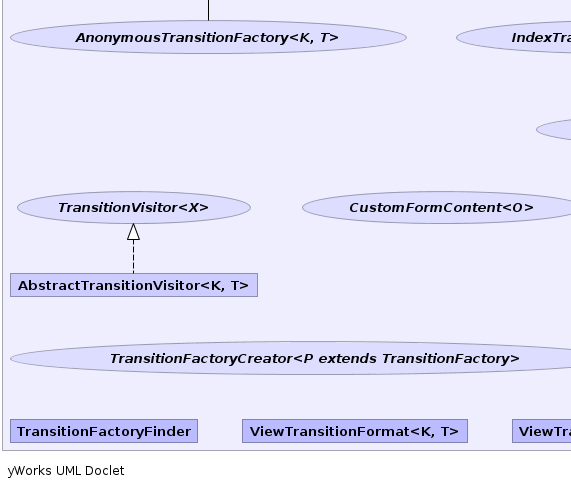 AnonymousTransitionFactory<K, T>
IndexTra
TransitionVisitor<X>
CustomFormContent<O>
AbstractTransitionVisitor<K, T>
TransitionFactoryCreator<P extends TransitionFactory>
TransitionFactoryFinder
ViewTransitionFormat<K, T>
ViewTra
yWorks UML Doclet